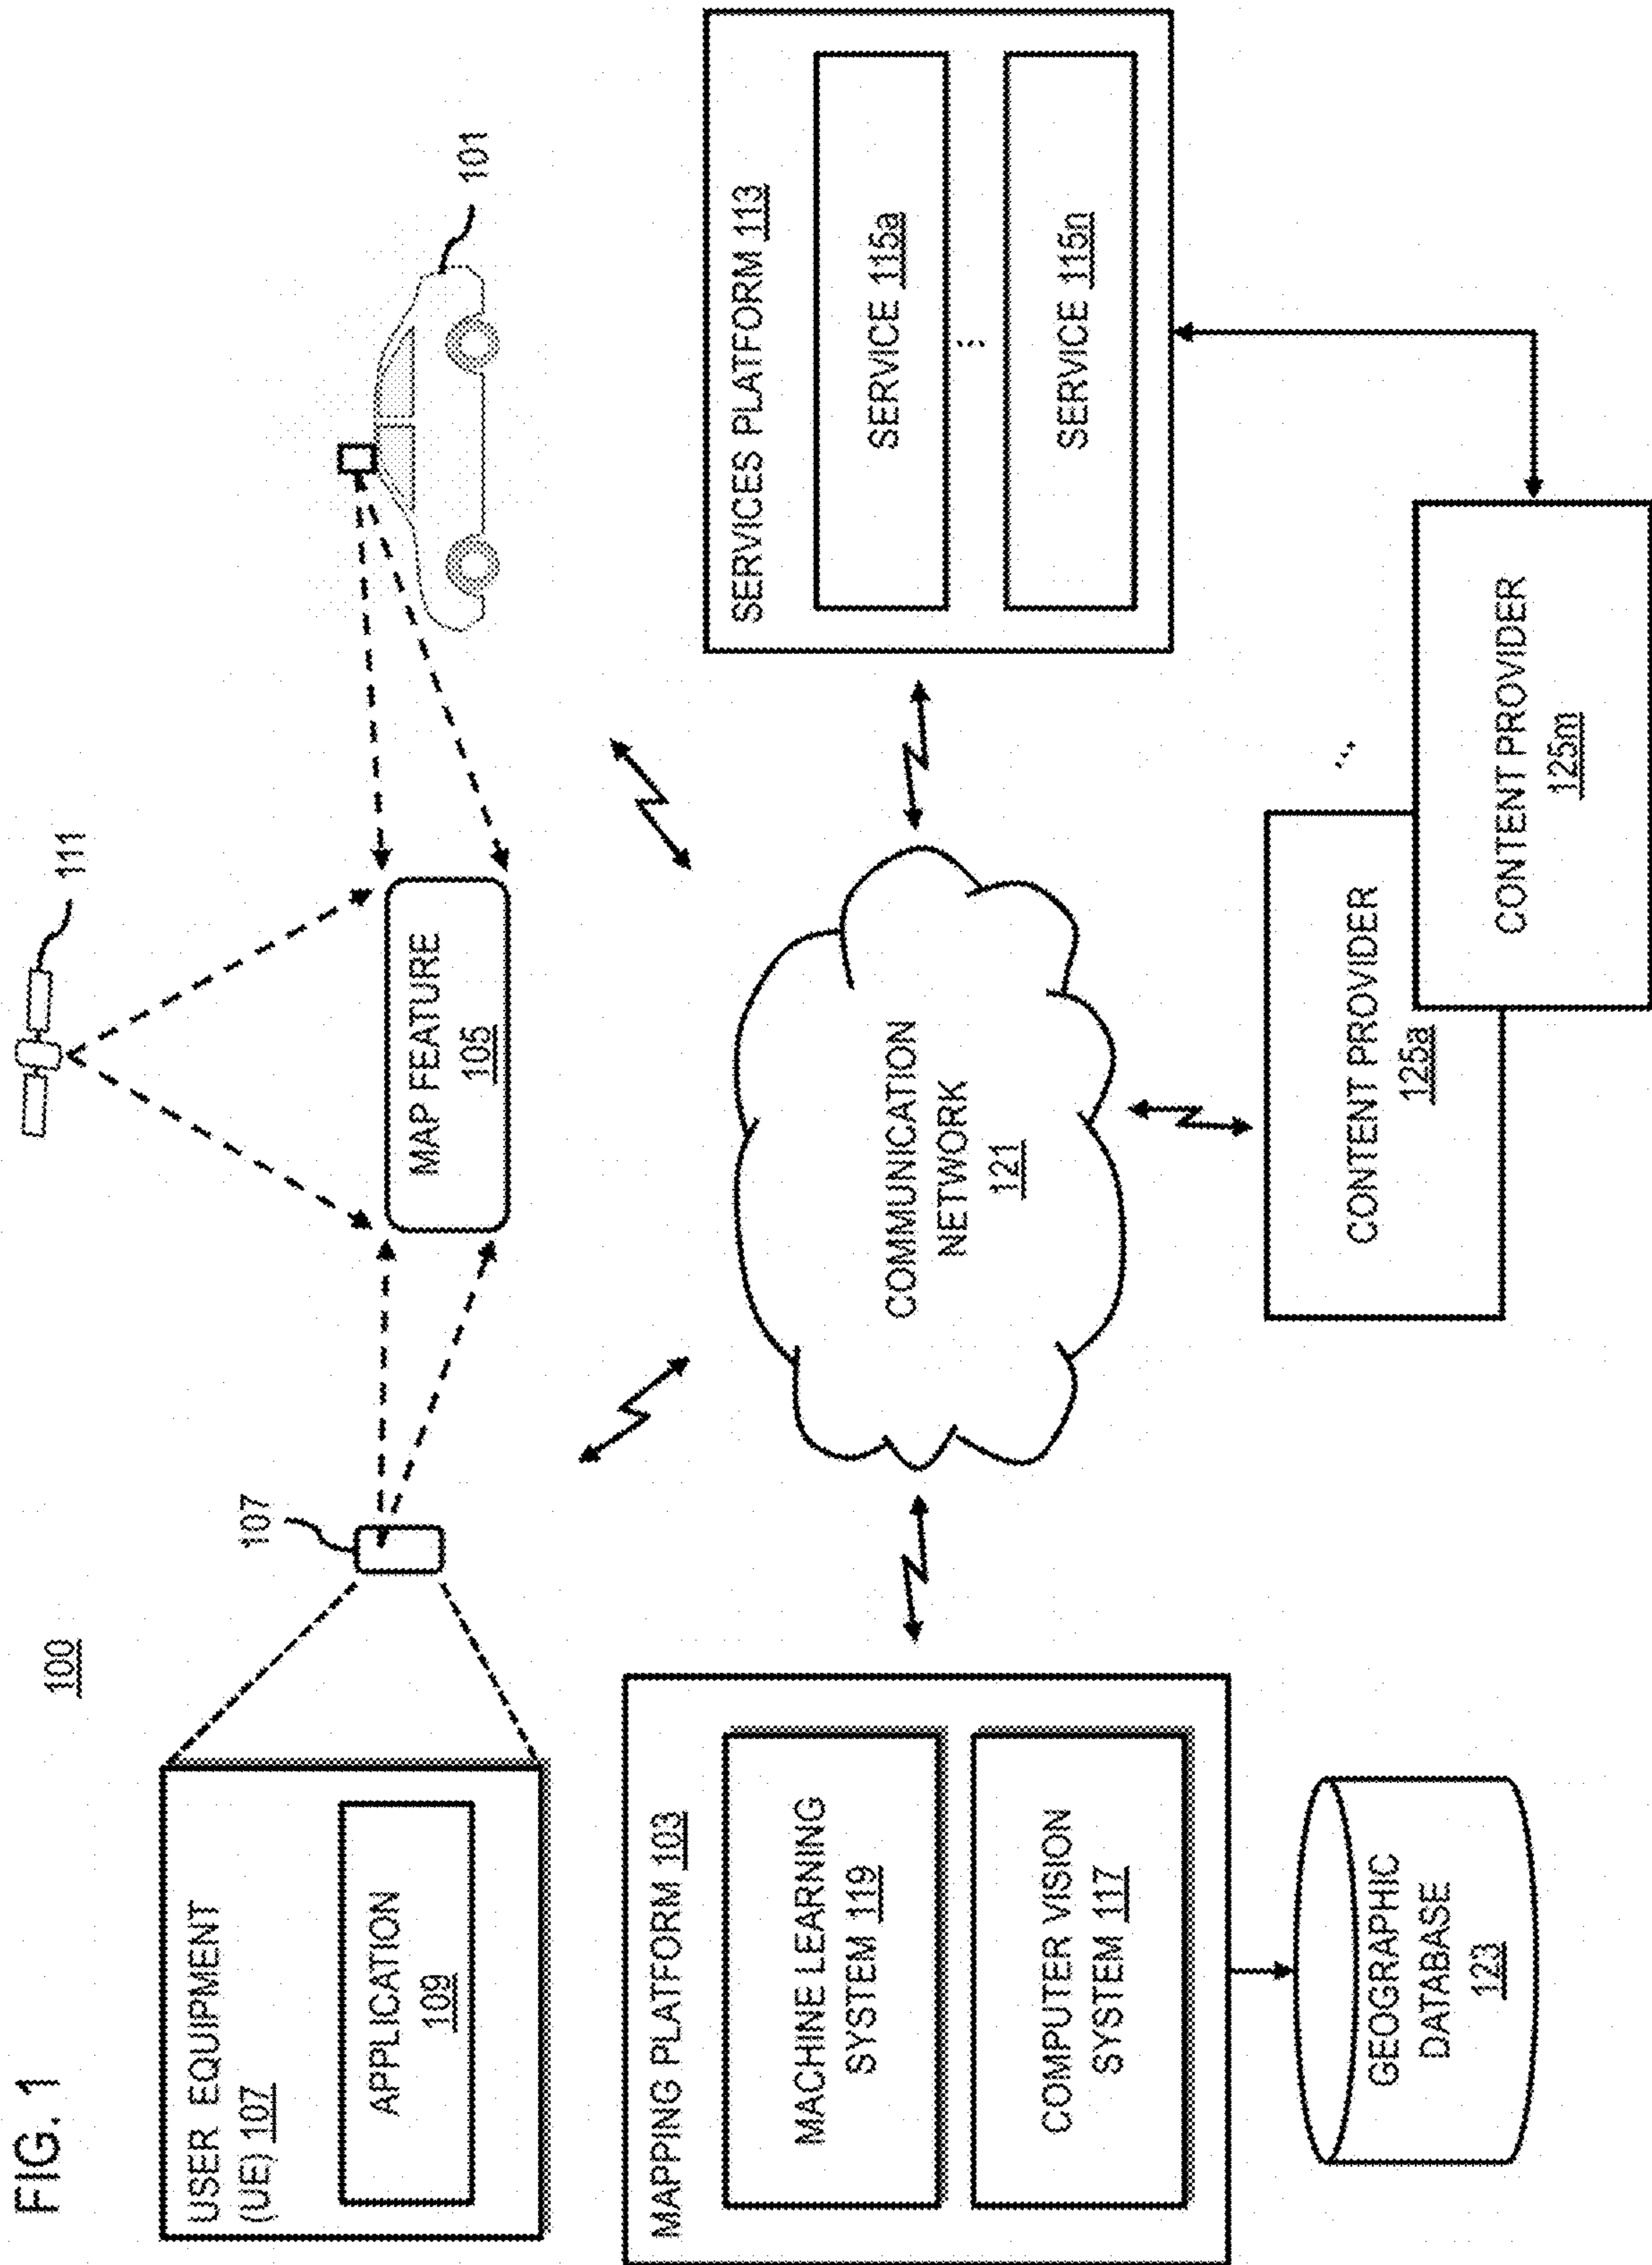 FIG. 1
100
111
101
107
USER EQUIPMENT
(UE) 107
APPLICATION
109
MAP FEATURE
105
MAPPING PLATFORM 103
MACHINE LEARNING
SYSTEM 119
COMPUTER VISION
SYSTEM 117
GEOGRAPHIC
DATABASE
123
COMMUNICATION
NETWORK
121
SERVICES PLATFORM 113
SERVICE 115a
...
SERVICE 115n
CONTENT PROVIDER
125a
...
CONTENT PROVIDER
125m